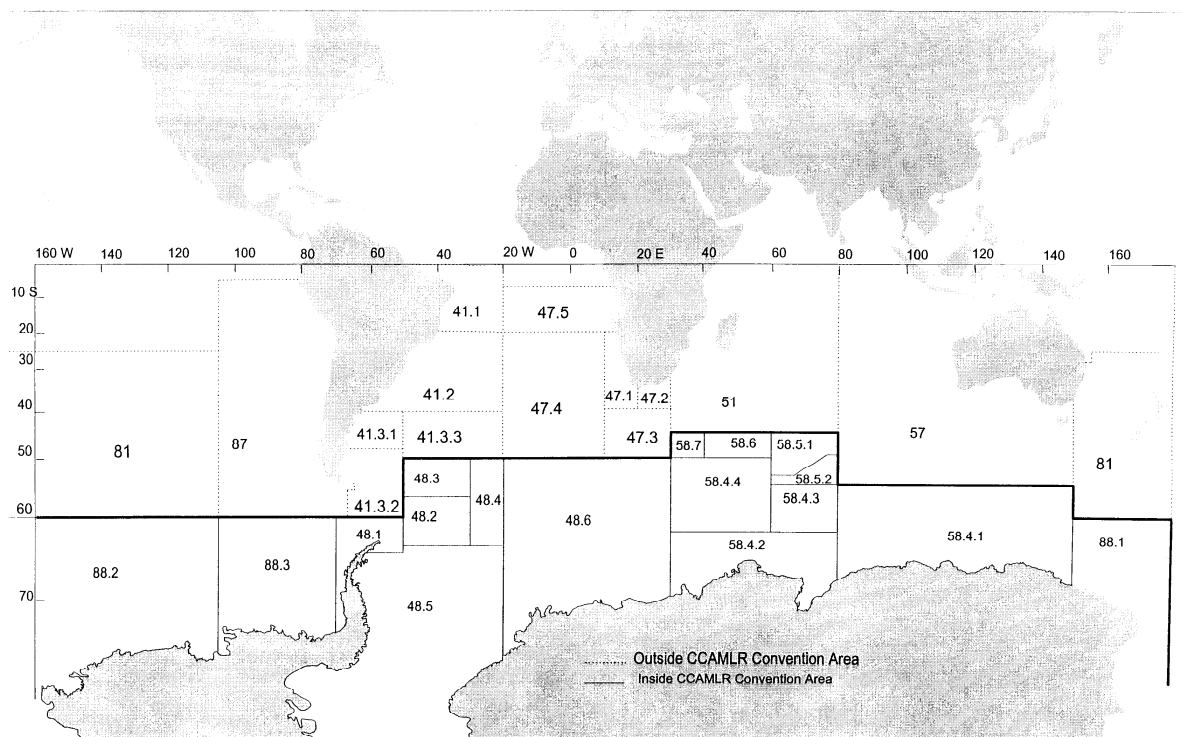 160 W 140 120 100 80 60 40 20 W 0 20 E 40 60 80 100 120 140 160
10 S
20
30
40
50
60
70
41.1 47.5
41.2 47.4 47.1 47.2 51
41.3.1 41.3.3 47.3 57
81 87 81
58.7 58.6 58.5.1
48.3 58.4.4 58.5.2
41.3.2 48.4 58.4.3
48.2 48.6
48.1 58.4.2 58.4.1 88.1
88.2 88.3
48.5
Outside CCAMLR Convention Area
Inside CCAMLR Convention Area